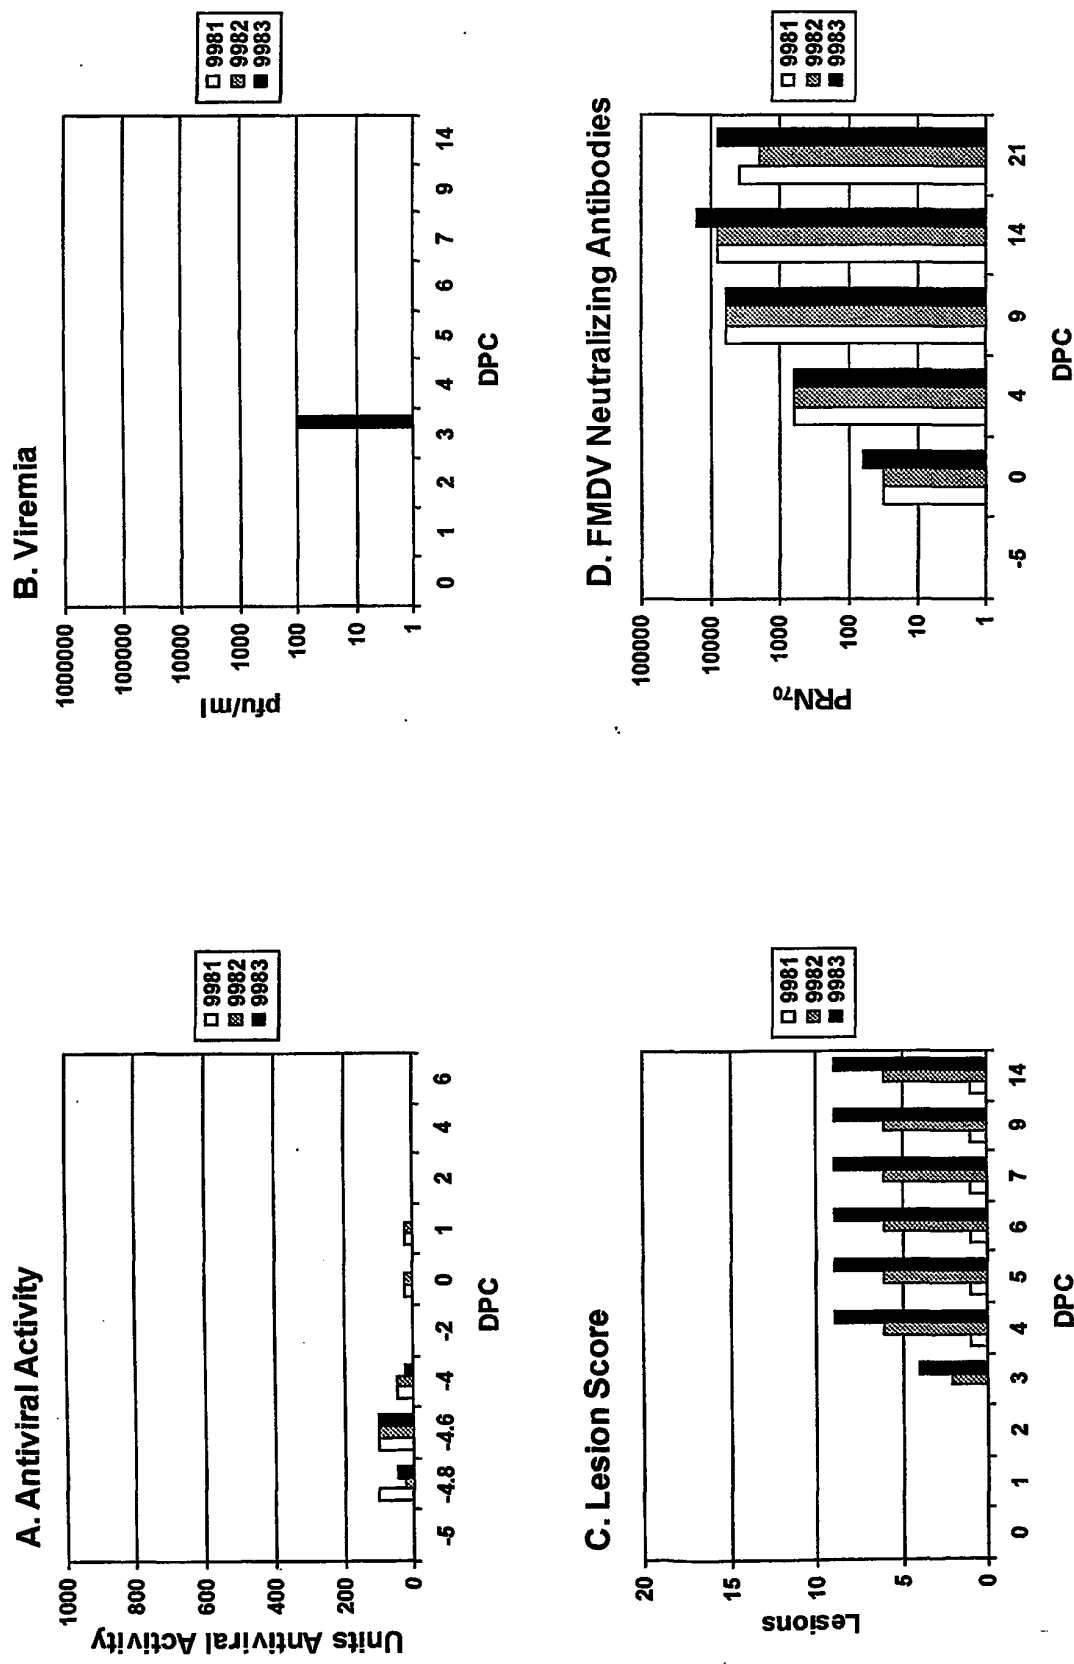 A. Antiviral Activity
Units Antiviral Activity
1000
800
600
400
200
0
-5 -4.8 -4.6 -4 -2 0 1 2 4 6
DPC
9981
9982
9983
B. Viremia
pfu/ml
1000000
100000
10000
1000
100
10
1
0 1 2 3 4 5 6 7 9 14
DPC
9981
9982
9983
C. Lesion Score
Lesions
20
15
10
5
0
0 1 2 3 4 5 6 7 9 14
DPC
9981
9982
9983
D. FMDV Neutralizing Antibodies
PRN70
100000
10000
1000
100
10
1
-5 0 4 9 14 21
DPC
9981
9982
9983